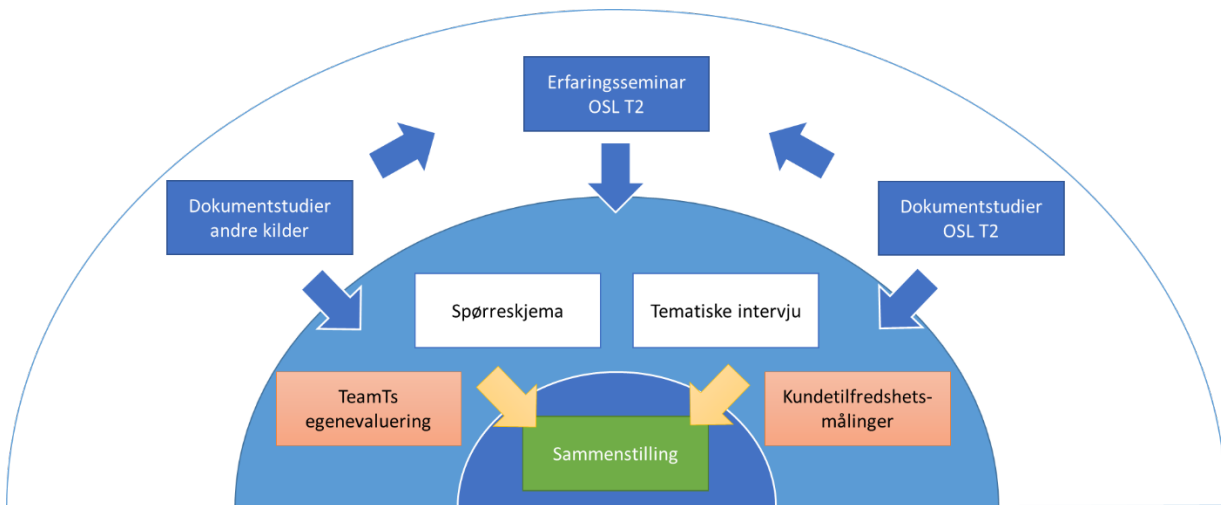 Erfaringsseminar
OSL T2
Dokumentstudier
andre kilder
Dokumentstudier
OSL T2
Spørreskjema
Tematiske intervju
TeamTs
egenevaluering
Kundetilfredshets-
målinger
Sammenstilling